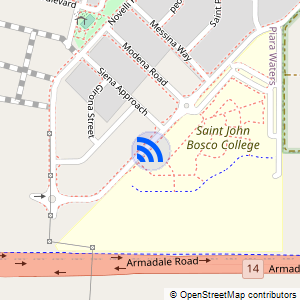 oulevard
Novelli
Messina Way
Saint
Modena Road
Siena Approach
Girona Street
Piara Waters
Saint John
Bosco College
Armadale Road
14
Armad
© OpenStreetMap contributors